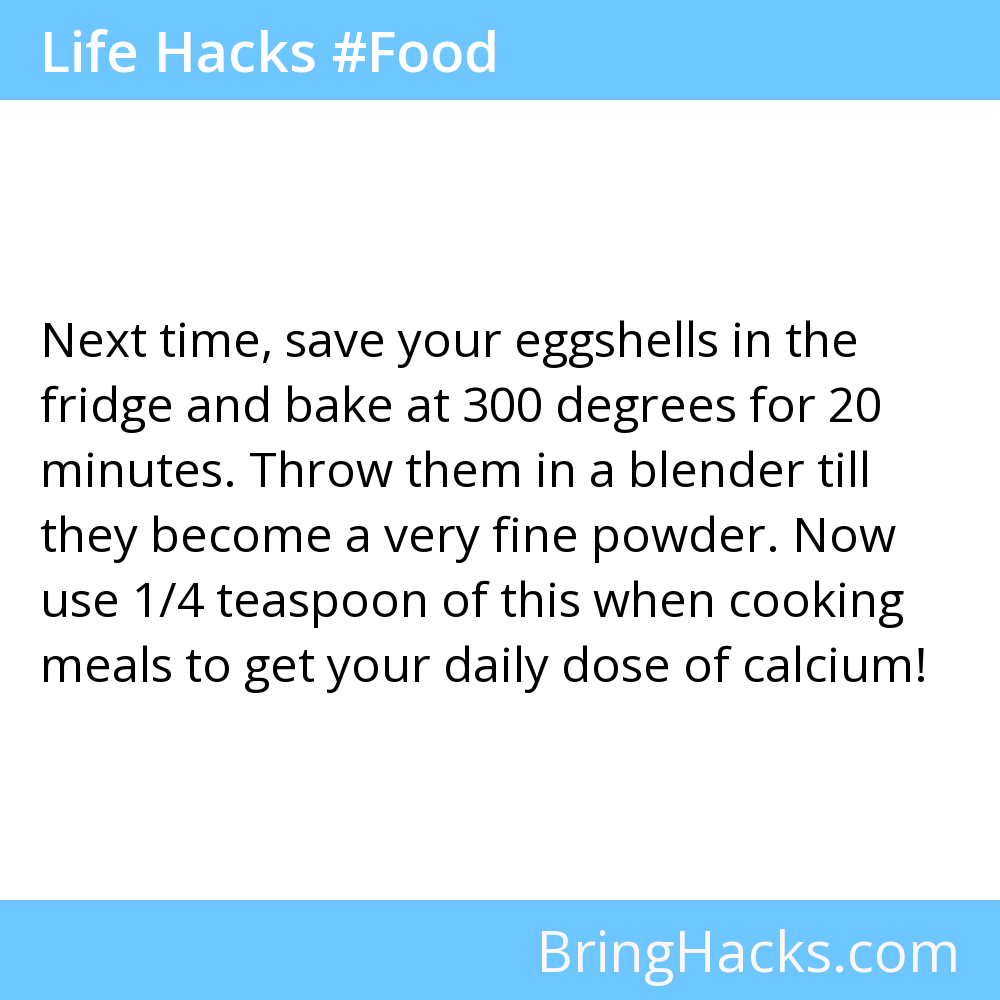 Life Hacks #Food
Next time, save your eggshells in the
fridge and bake at 300 degrees for 20
minutes. Throw them in a blender till
they become a very fine powder. Now
use 1/4 teaspoon of this when cooking
meals to get your daily dose of calcium!
BringHacks.com